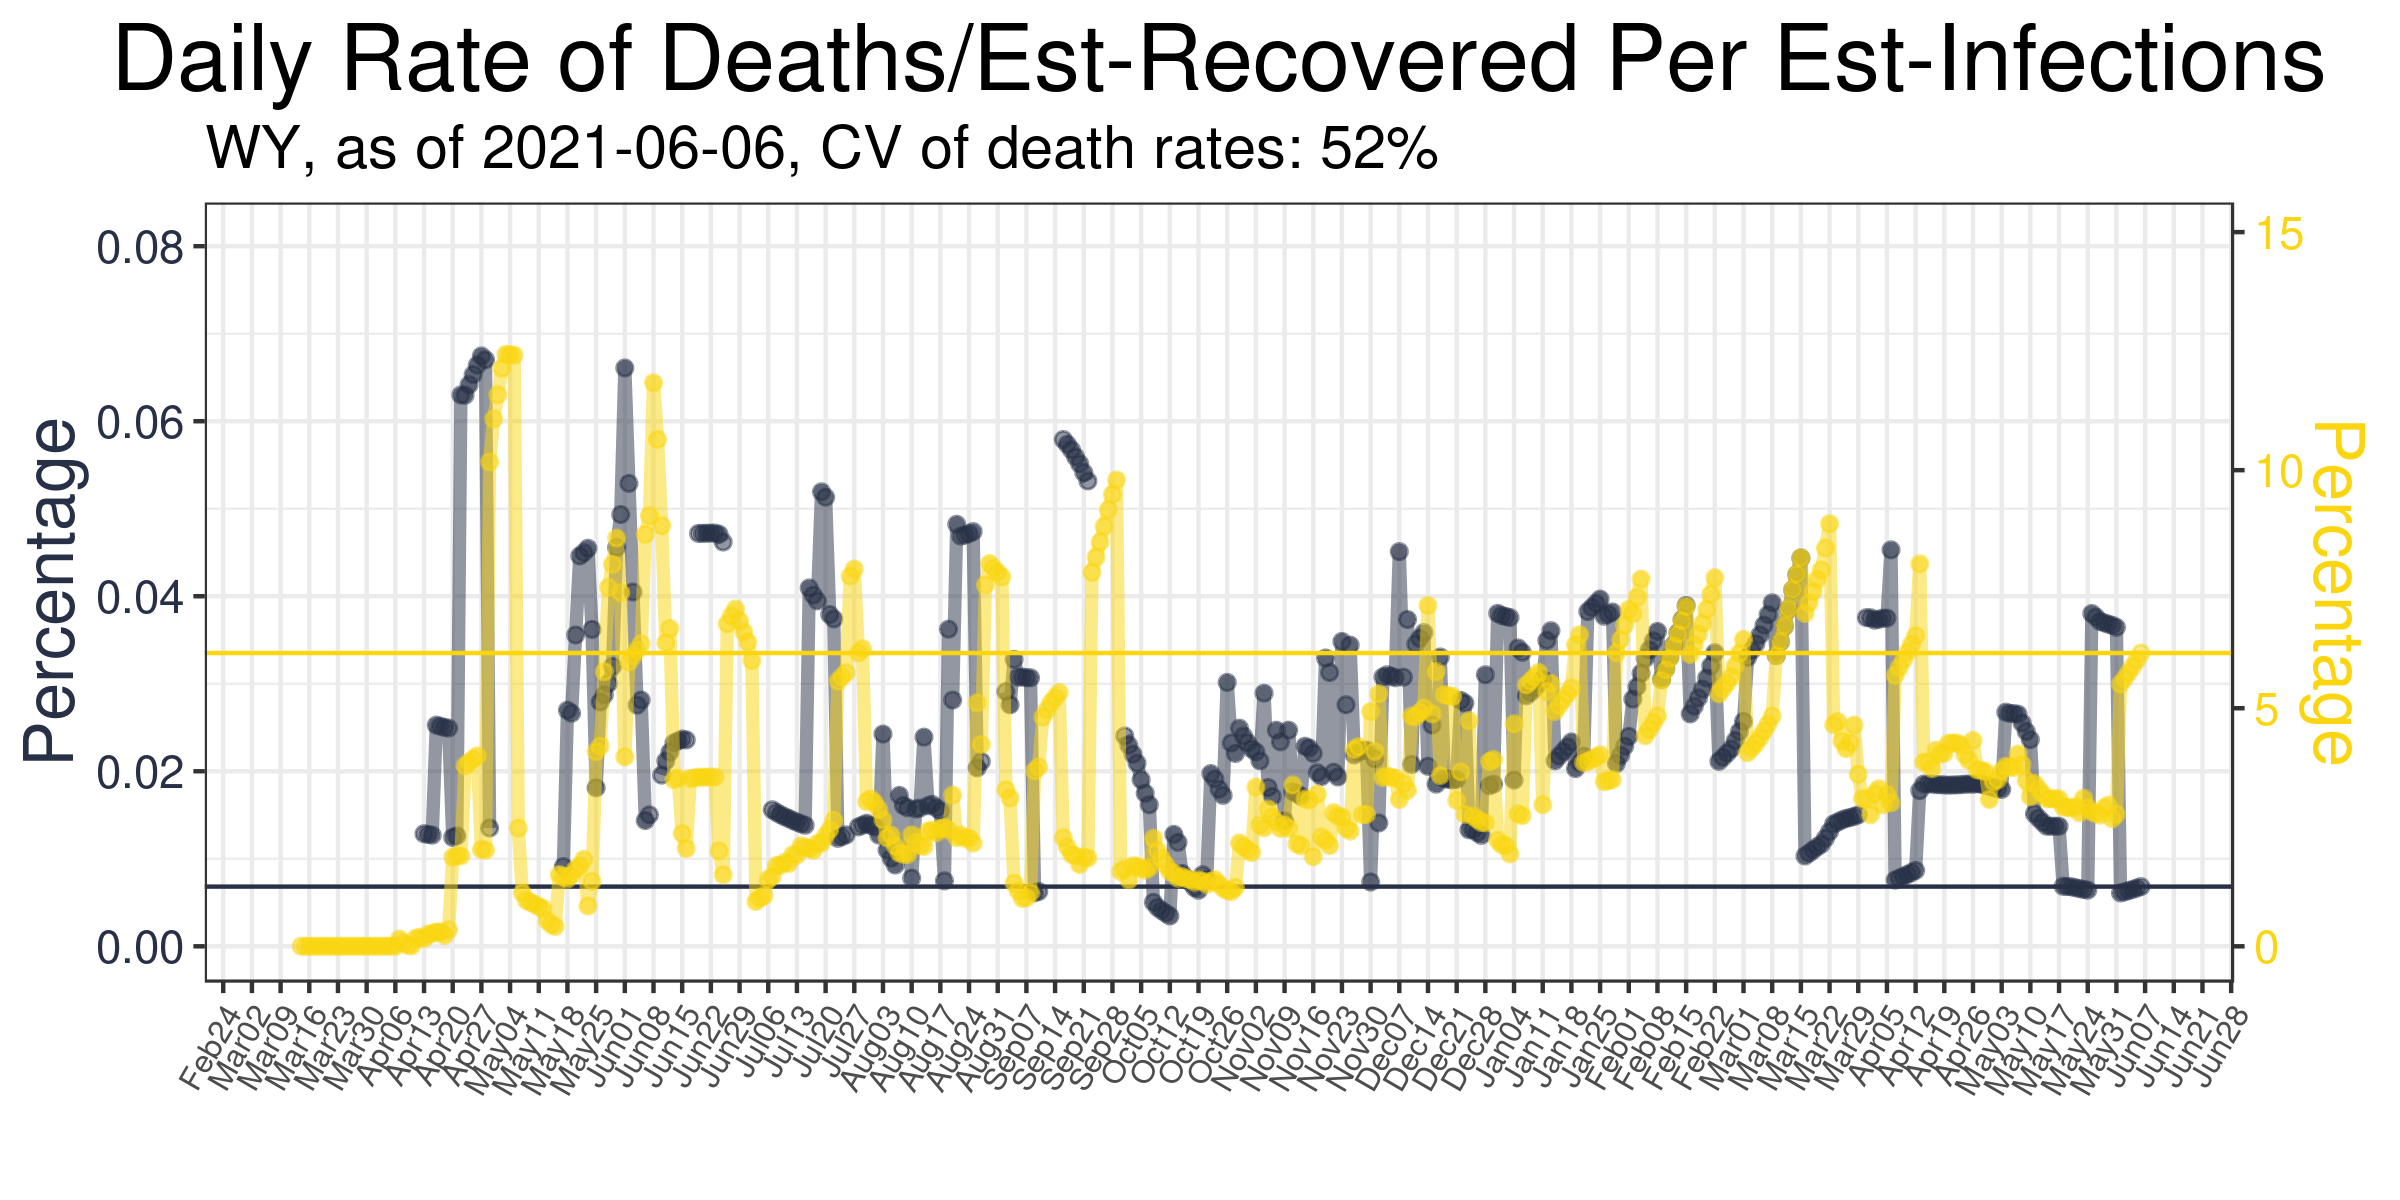 Daily Rate of Deaths/Est-Recovered Per Est-Infections
WY, as of 2021-06-06, CV of death rates: 52%
Percentage
0.08
0.06
0.04
0.02
0.00
15
10
5
0
Percentage
Feb24
Mar02
Mar09
Mar16
Mar23
Mar30
Apr06
Apr13
Apr20
Apr27
May04
May11
May18
May25
Jun01
Jun08
Jun15
Jun22
Jun29
Jul06
Jul13
Jul20
Jul27
Aug03
Aug10
Aug17
Aug24
Aug31
Sep07
Sep14
Sep21
Sep28
Oct05
Oct12
Oct19
Oct26
Nov02
Nov09
Nov16
Nov23
Nov30
Dec07
Dec14
Dec21
Dec28
Jan04
Jan11
Jan18
Jan25
Feb01
Feb08
Feb15
Feb22
Mar01
Mar08
Mar15
Mar22
Mar29
Apr05
Apr12
Apr19
Apr26
May03
May10
May17
May24
May31
Jun07
Jun14
Jun21
Jun28